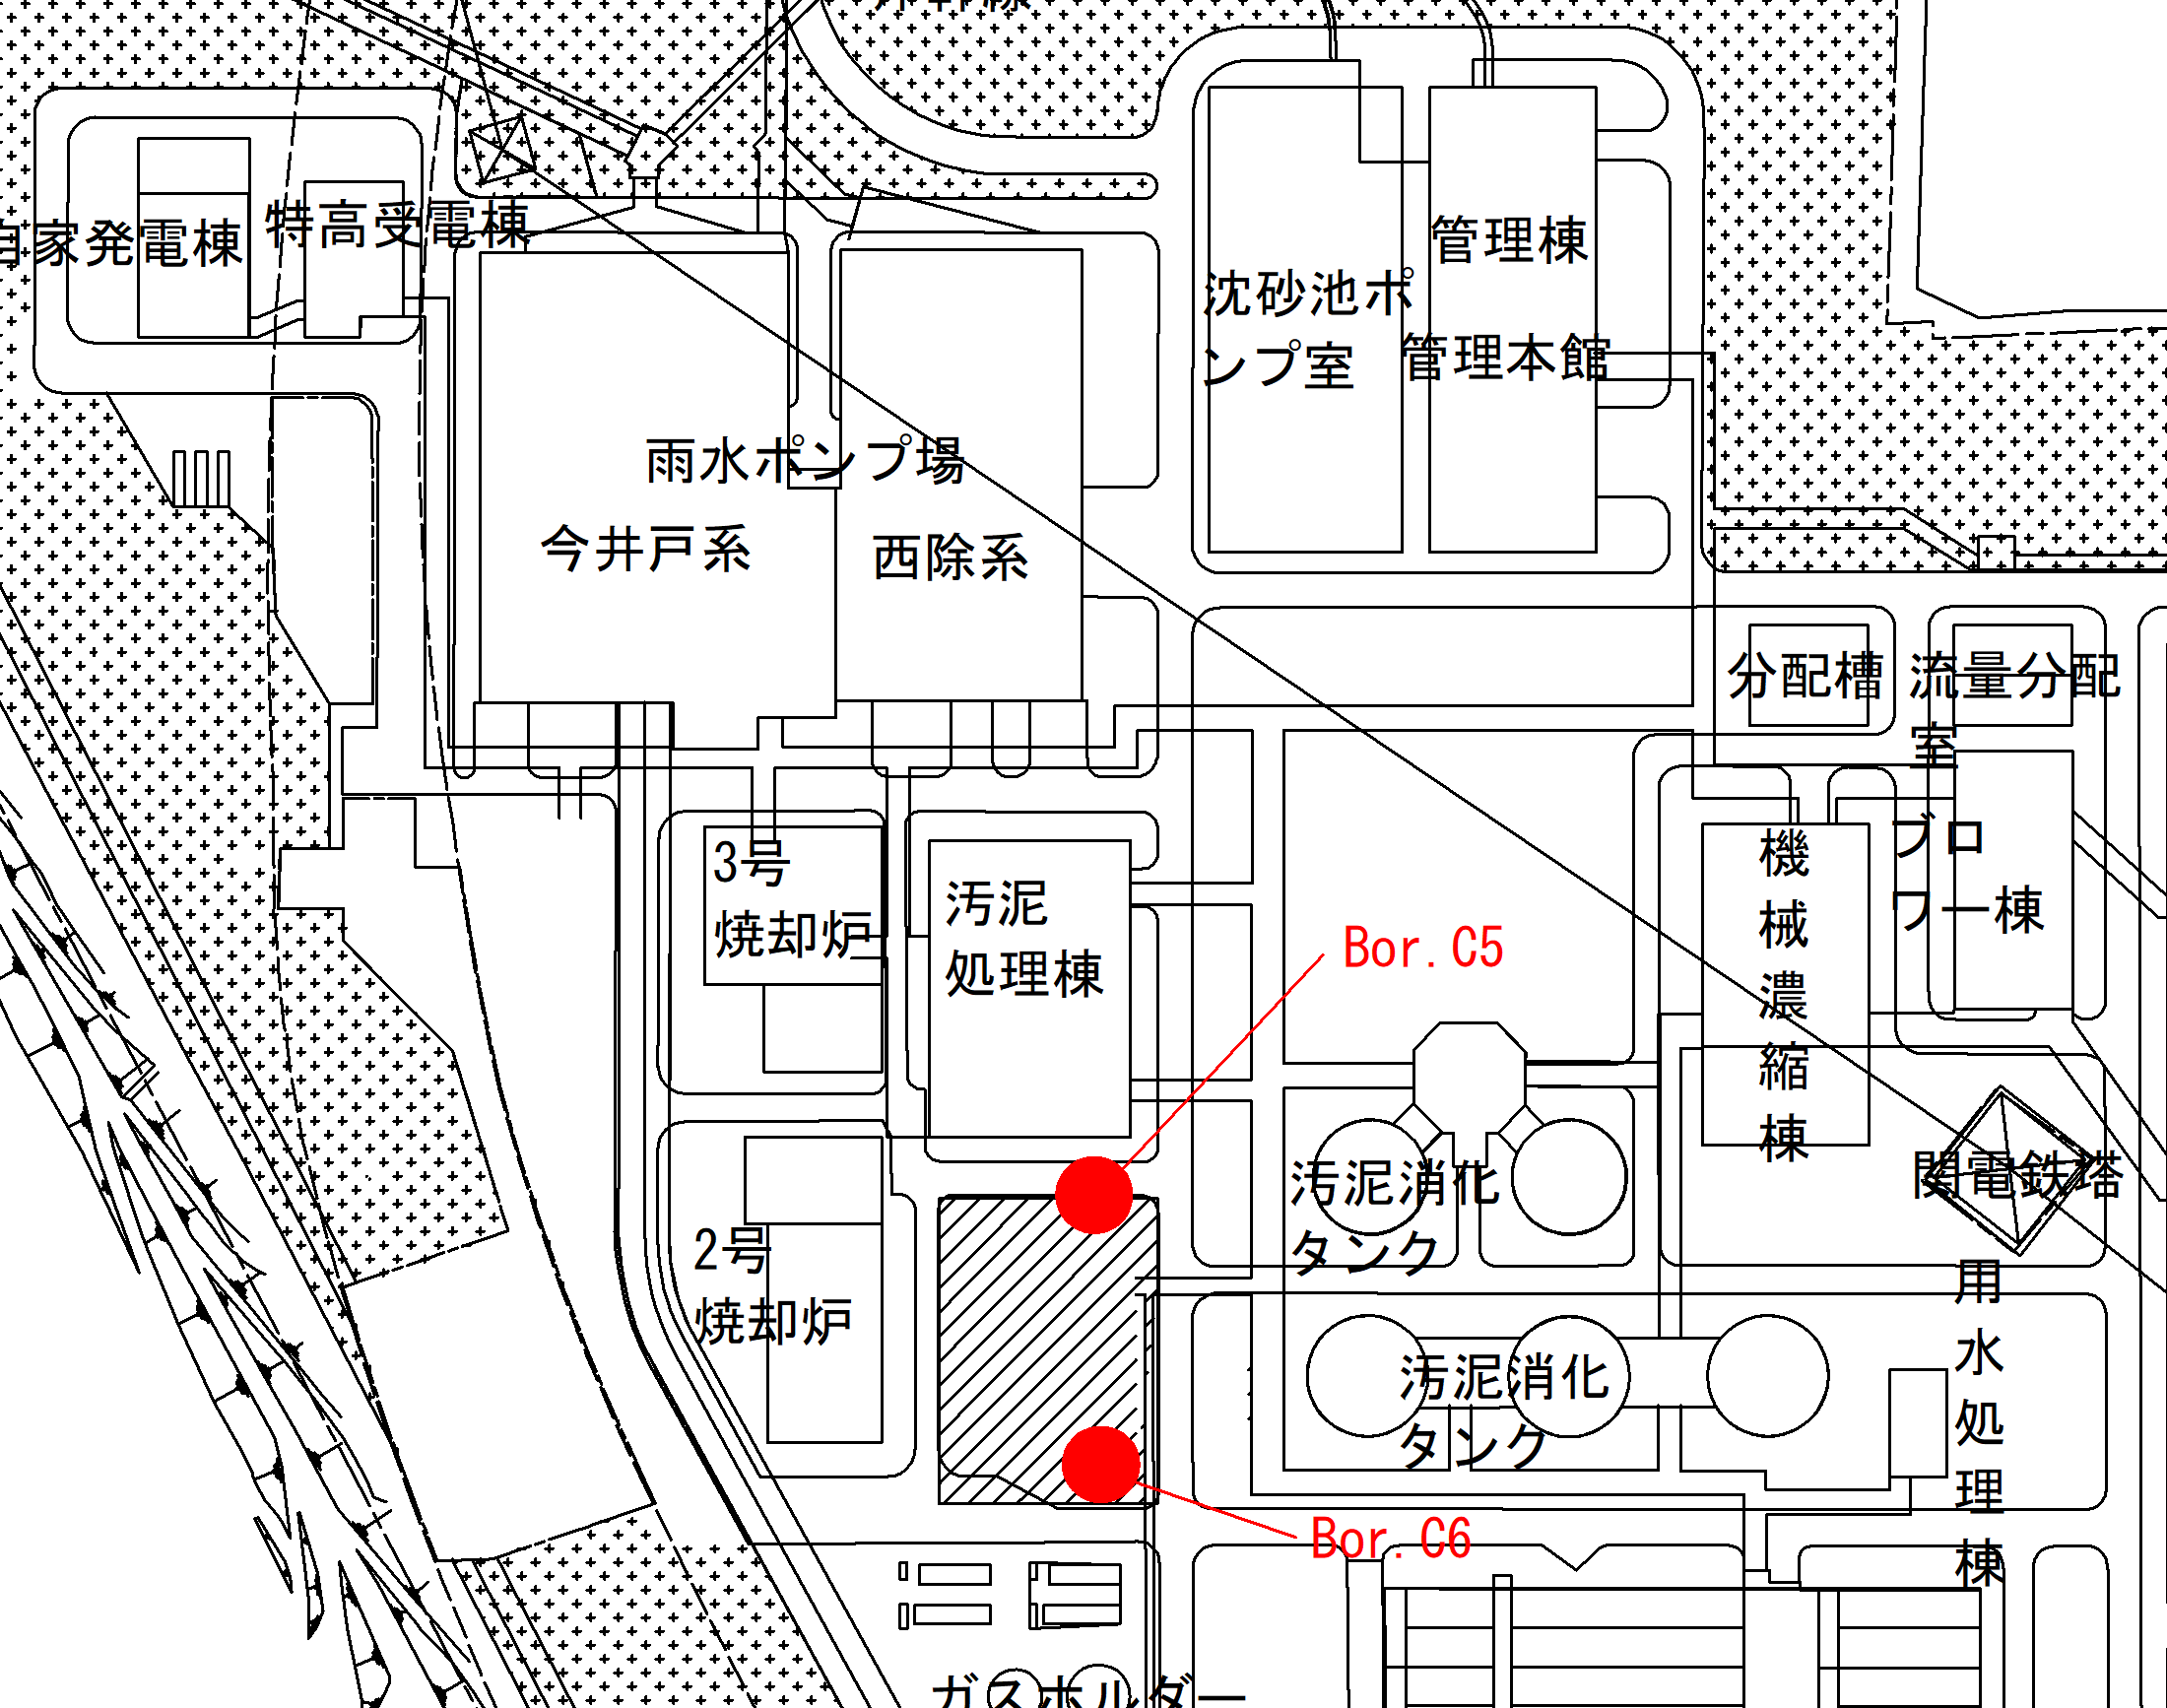 自家発電棟
特高受電棟
管理棟
沈砂池ポ
ンプ室
管理本館
雨水ポンプ場
今井戸系
西除系
分配槽
流量分配
室
3号
焼却炉
汚泥
処理棟
機械濃縮棟
ブロ
ワー棟
Bor.C5
汚泥消化
タンク
関電鉄塔
2号
焼却炉
用水処理棟
汚泥消化
タンク
Bor.C6
ガスホルダー